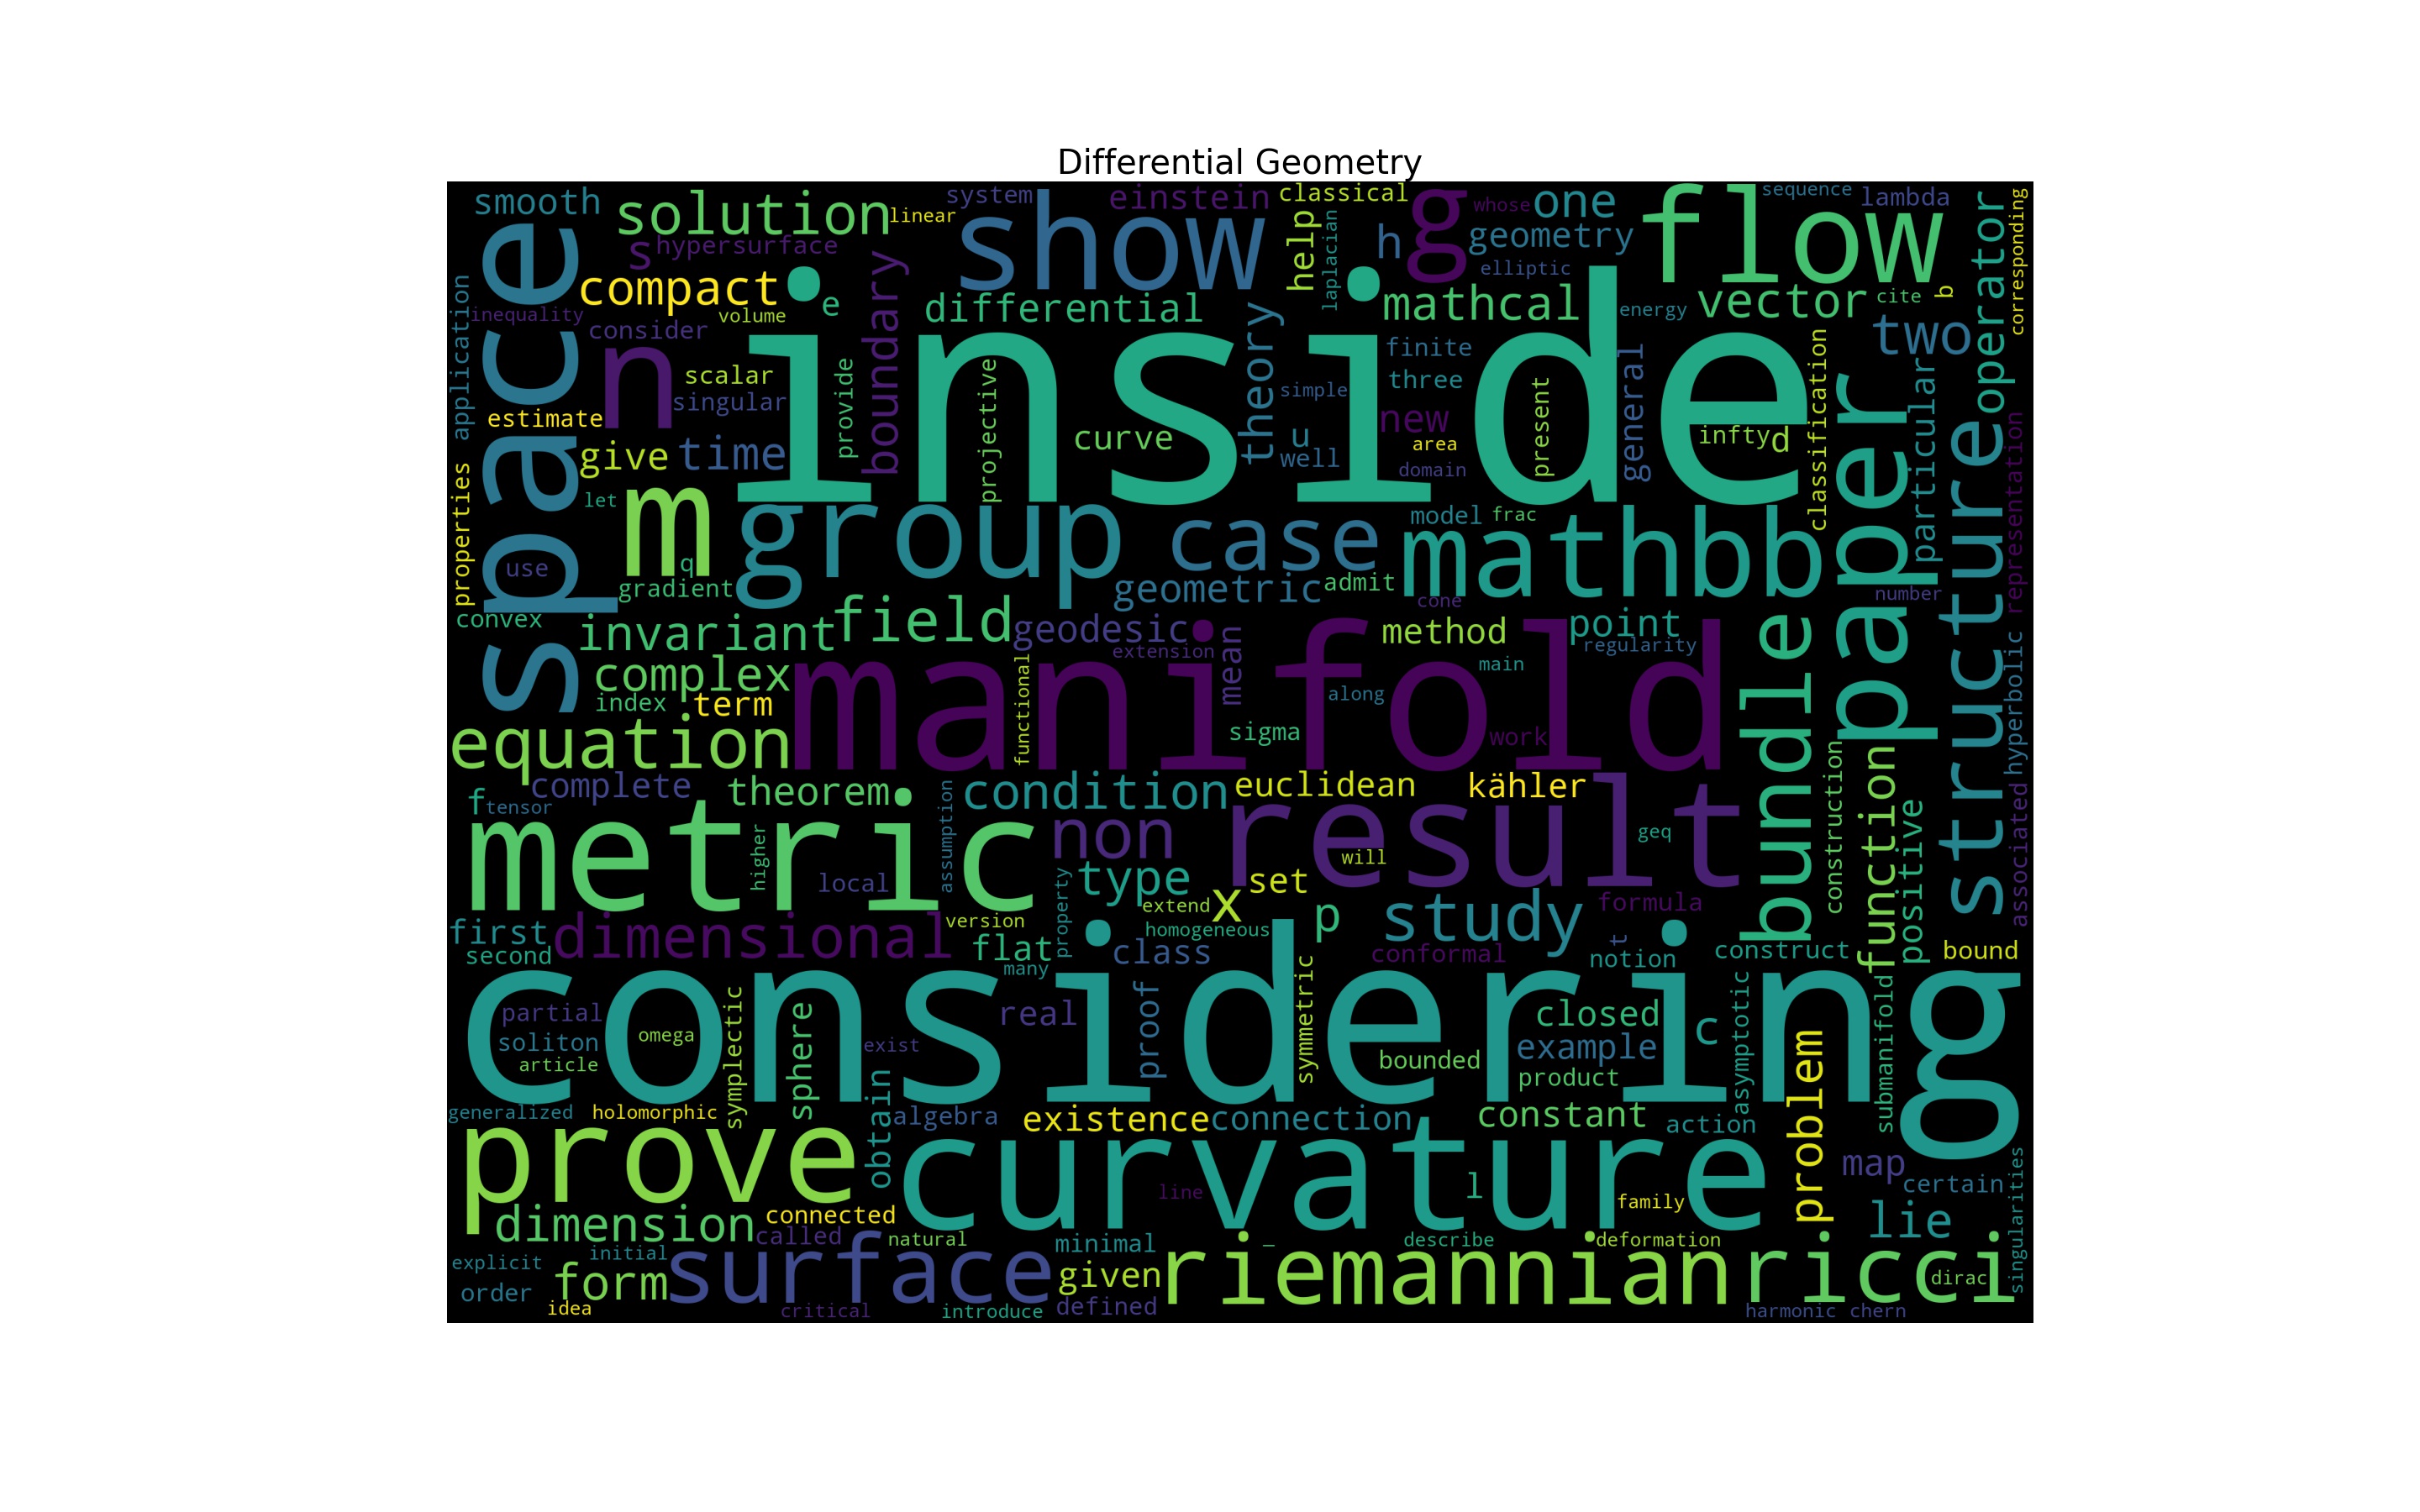 Differential Geometry
smooth
solution
linear
system
show
einstein
classical
g
whose
one
flow
sequence
lambda
operator
corresponding
space
s
hypersurface
boundary
help
laplacian
h
geometry
elliptic
compact
e
differential
mathcal
energy
vector
cite
b
application
inequality
volume
consider
inside
theory
finite
two
n
scalar
singular
provide
projective
simple
three
general
classification
paper
particular
structure
estimate
give
time
curve
u
well
new
area
domain
present
infty
d
representation
properties
let
m
group
case
model
frac
mathbb
use
q
gradient
geometric
admit
cone
number
convex
invariant
field
geodesic
mean
method
point
bundle
hyperbolic
complex
extension
regularity
main
index
term
functional
along
equation
manifold
sigma
work
construction
function
complete
theorem
condition
euclidean
kähler
f
tensor
metric
assumption
non
result
geq
positive
associated
higher
local
type
will
property
set
extend
x
p
study
formula
first
dimensional
version
homogeneous
second
flat
class
conformal
t
notion
construct
bound
many
considering
symmetric
asymptotic
submanifold
partial
omega
symplectic
sphere
real
proof
closed
c
soliton
exist
example
problem
article
bounded
product
generalized
holomorphic
obtain
algebra
existence
connection
constant
action
prove
curvature
map
line
l
family
certain
singularities
dimension
connected
lie
called
natural
explicit
initial
surface
minimal
_
describe
deformation
riemannian
ricci
order
form
given
dirac
idea
critical
introduce
defined
harmonic
chern